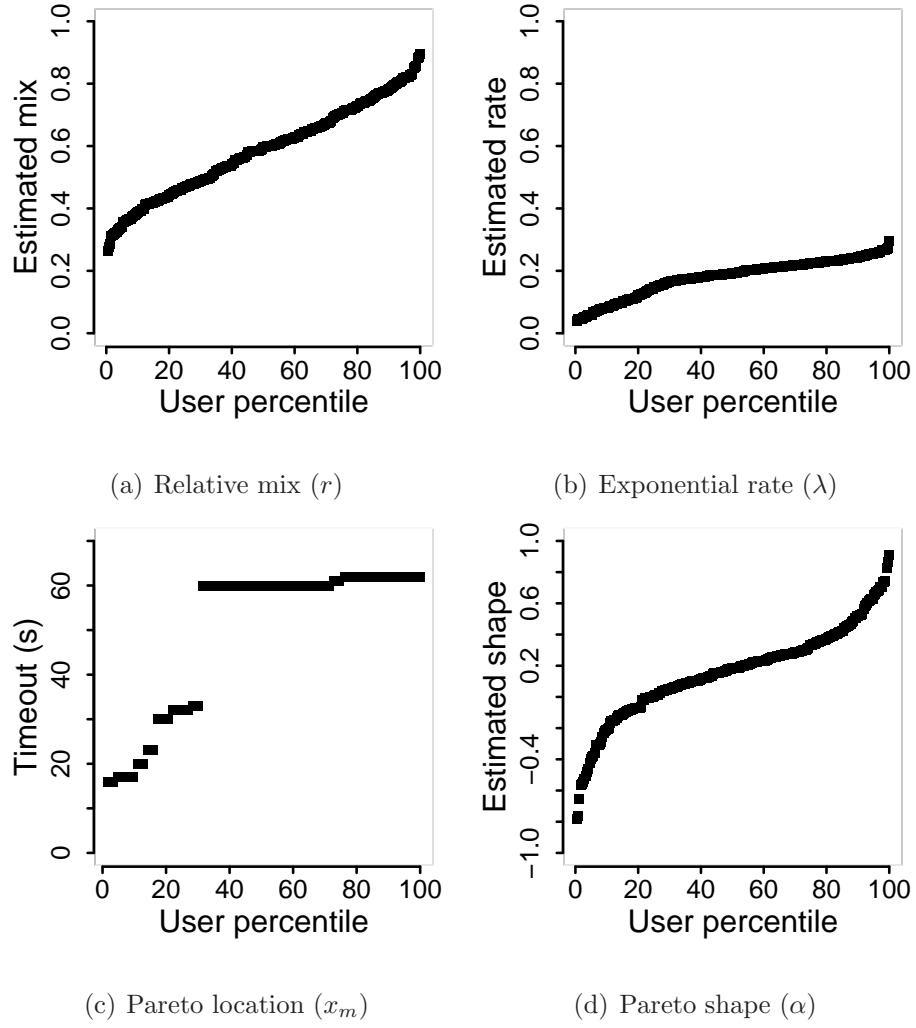 Estimated mix
0.0 0.2 0.4 0.6 0.8 1.0
0 20 40 60 80 100
User percentile
(a) Relative mix (r)
Estimated rate
0.0 0.2 0.4 0.6 0.8 1.0
0 20 40 60 80 100
User percentile
(b) Exponential rate (λ)
Timeout (s)
0 20 40 60
0 20 40 60 80 100
User percentile
(c) Pareto location (xₘ)
Estimated shape
−1.0 −0.4 0.2 0.6 1.0
0 20 40 60 80 100
User percentile
(d) Pareto shape (α)